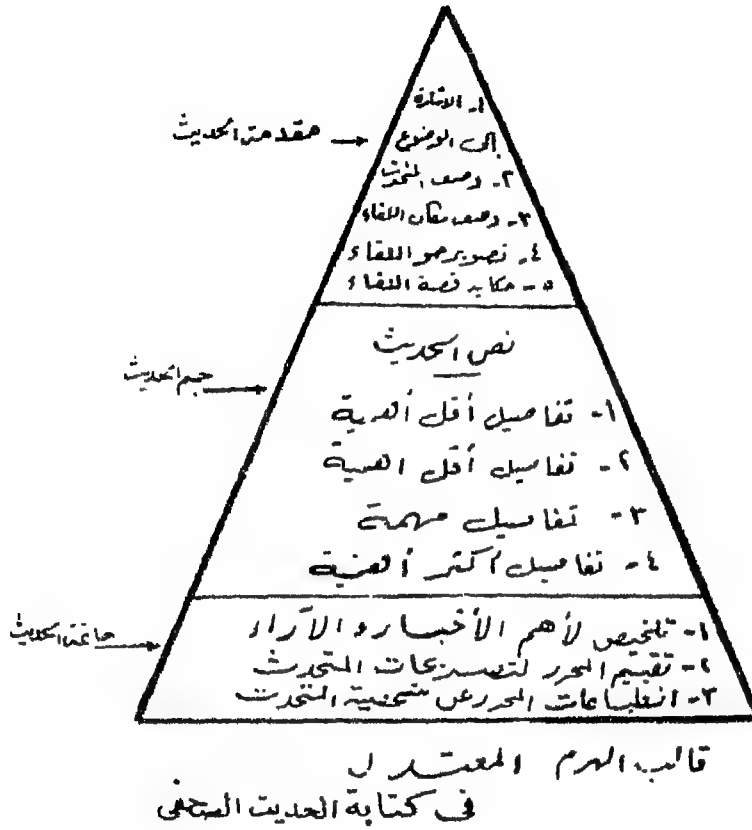 ١- الإشارة
إلى الموضوع
مقدمة الحديث
٢- وصف المتحدث
٣- وصف مكان اللقاء
٤- تصوير جو اللقاء
٥- حكاية قصة اللقاء
نص الحديث
جسم الحديث
١- تفاصيل أقل أهمية
٢- تفاصيل أقل اهمية
٣- تفاصيل مهمة
٤- تفاصيل أكثر أهمية
خاتمة الحديث
١- تلخيص لأهم الأخبار والآراء
٢- تقييم المحرر لتصريحات المتحدث
٣- انطباعات المحرر عن شخصية المتحدث
قالب الهرم المعتدل
في كتابة الحديث الصحفي